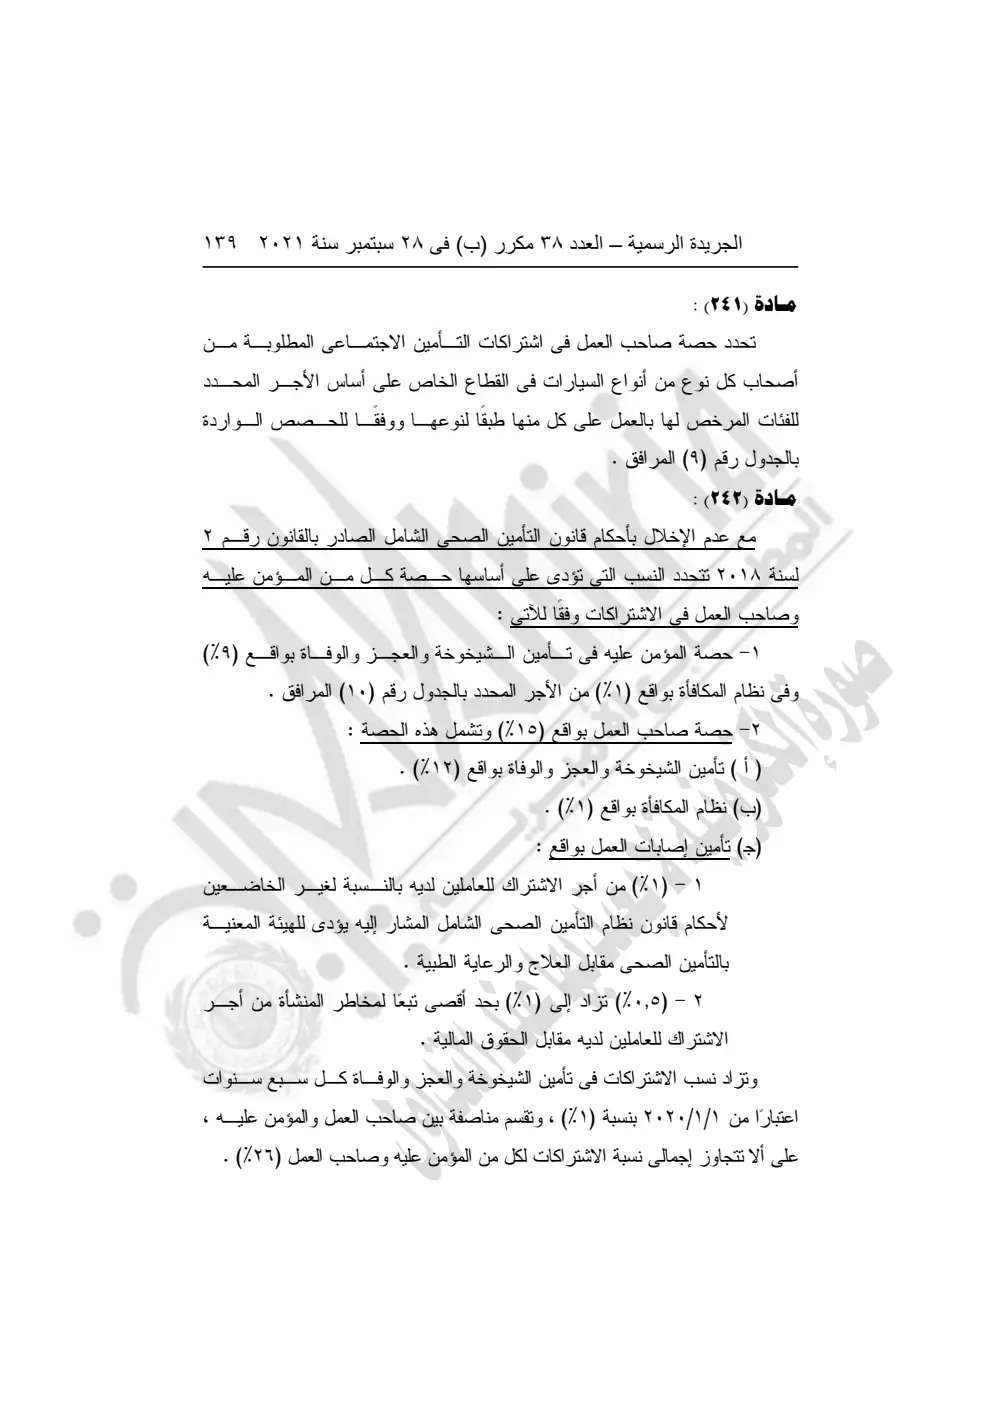 الجريدة الرسمية – العدد ٣٨ مكرر (ب) فى ٢٨ سبتمبر سنة ٢٠٢١ ١٣٩
مادة (٢٤١) :
تحدد حصة صاحب العمل فى اشتراكات التأمين الاجتماعى المطلوبة من
أصحاب كل نوع من أنواع السيارات فى القطاع الخاص على أساس الأجر المحدد
للفئات المرخص لها بالعمل على كل منها طبقًا لنوعها ووفقًا للحصص الواردة
بالجدول رقم (٩) المرافق .
مادة (٢٤٢) :
مع عدم الإخلال بأحكام قانون التأمين الصحى الشامل الصادر بالقانون رقم ٢
لسنة ٢٠١٨ تتحدد النسب التى تؤدى على أساسها حصة كل من المؤمن عليه
وصاحب العمل فى الاشتراكات وفقًا للآتى :
١- حصة المؤمن عليه فى تأمين الشيخوخة والعجز والوفاة بواقع (٩٪)
وفى نظام المكافأة بواقع (١٪) من الأجر المحدد بالجدول رقم (١٠) المرافق .
٢- حصة صاحب العمل بواقع (١٥٪) وتشمل هذه الحصة :
( أ ) تأمين الشيخوخة والعجز والوفاة بواقع (١٢٪) .
(ب) نظام المكافأة بواقع (١٪) .
(ج) تأمين إصابات العمل بواقع :
١ - (١٪) من أجر الاشتراك للعاملين لديه بالنسبة لغير الخاضعين
لأحكام قانون نظام التأمين الصحى الشامل المشار إليه يؤدى للهيئة المعنية
بالتأمين الصحى مقابل العلاج والرعاية الطبية .
٢ - (٠,٥٪) تزاد إلى (١٪) بحد أقصى تبعًا لمخاطر المنشأة من أجر
الاشتراك للعاملين لديه مقابل الحقوق المالية .
وتزاد نسب الاشتراكات فى تأمين الشيخوخة والعجز والوفاة كل سبع سنوات
اعتبارًا من ٢٠٢٠/١/١ بنسبة (١٪) ، وتقسم مناصفة بين صاحب العمل والمؤمن عليه ،
على ألا تتجاوز إجمالى نسبة الاشتراكات لكل من المؤمن عليه وصاحب العمل (٢٦٪) .
صورة إلكترونية لا يعتد بها عند التداول